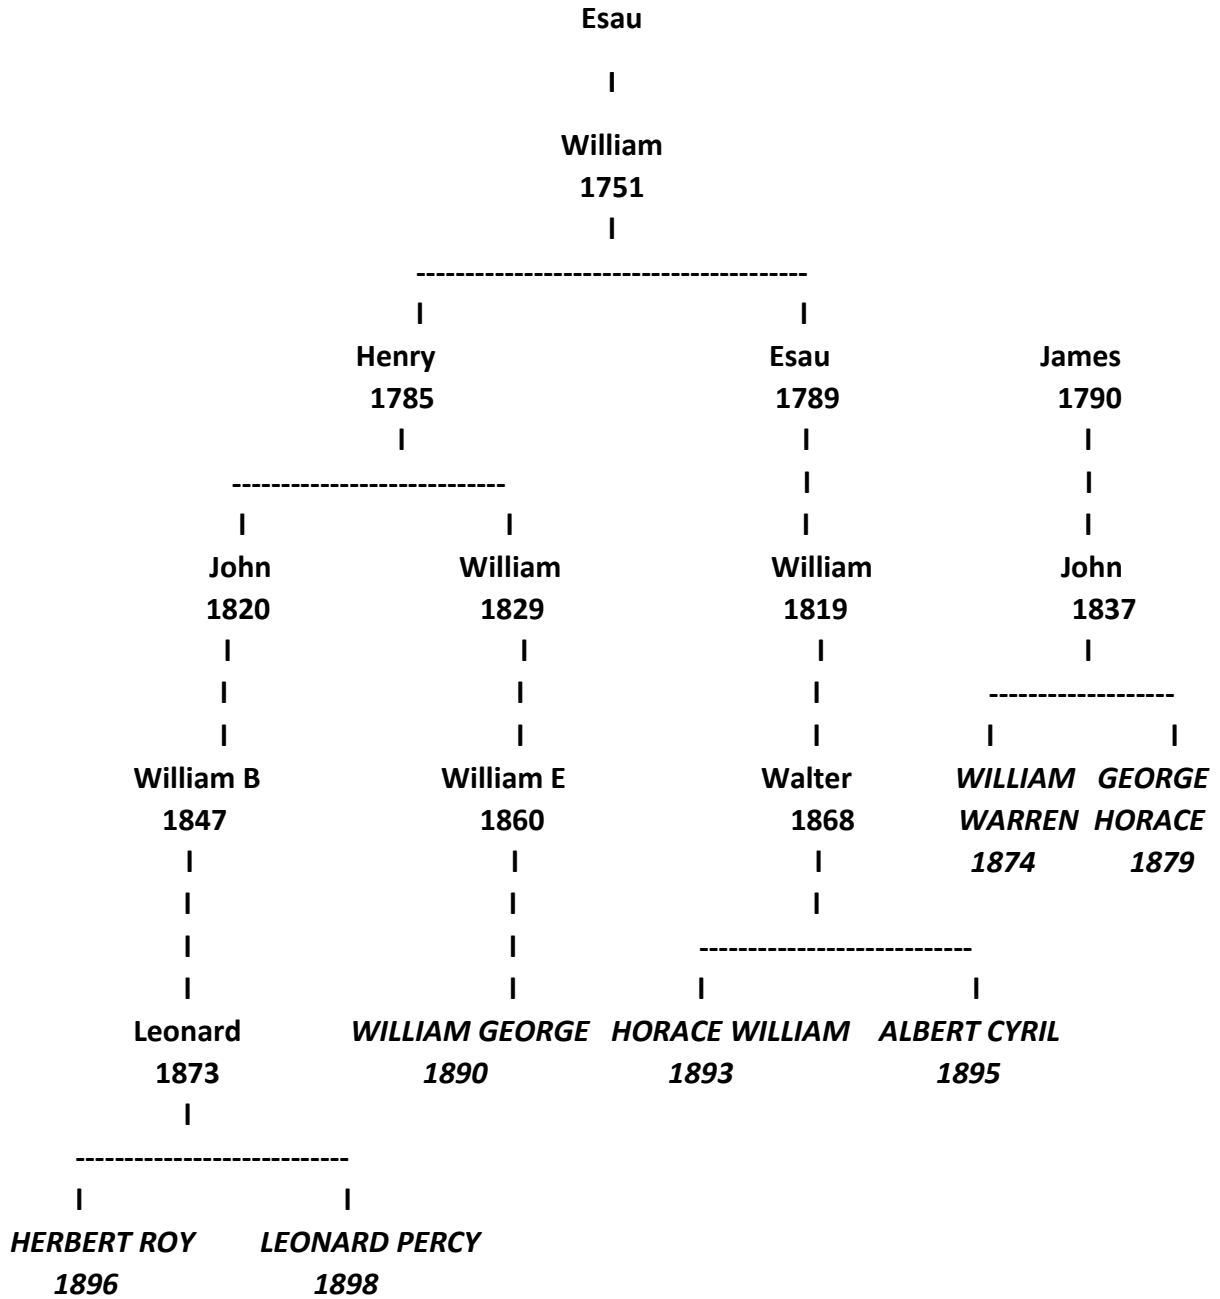 Esau
I
William
1751
I
----------------------------------------
I I
Henry Esau James
1785 1789 1790
I I I
---------------------------- I I
I I I I
John William William John
1820 1829 1819 1837
I I I I
I I I -------------------
I I I I I
William B William E Walter WILLIAM GEORGE
1847 1860 1868 WARREN HORACE
I I I 1874 1879
I I I
I I ----------------------------
I I I I
Leonard WILLIAM GEORGE HORACE WILLIAM ALBERT CYRIL
1873 1890 1893 1895
I
----------------------------
I I
HERBERT ROY LEONARD PERCY
1896 1898